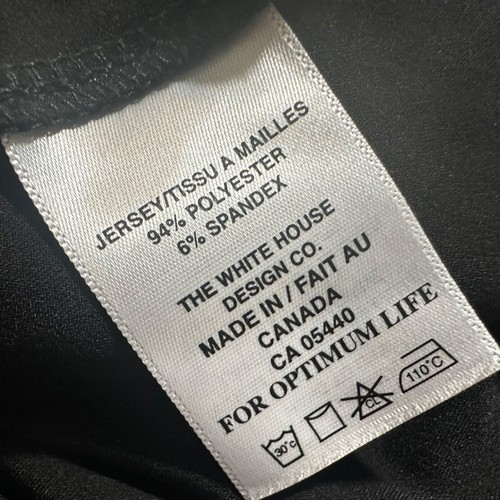 JERSEY/TISSU A MAILLES
94% POLYESTER
6% SPANDEX
THE WHITE HOUSE
DESIGN CO.
MADE IN / FAIT AU
CANADA
CA 05440
FOR OPTIMUM LIFE
30°C CL 110°C